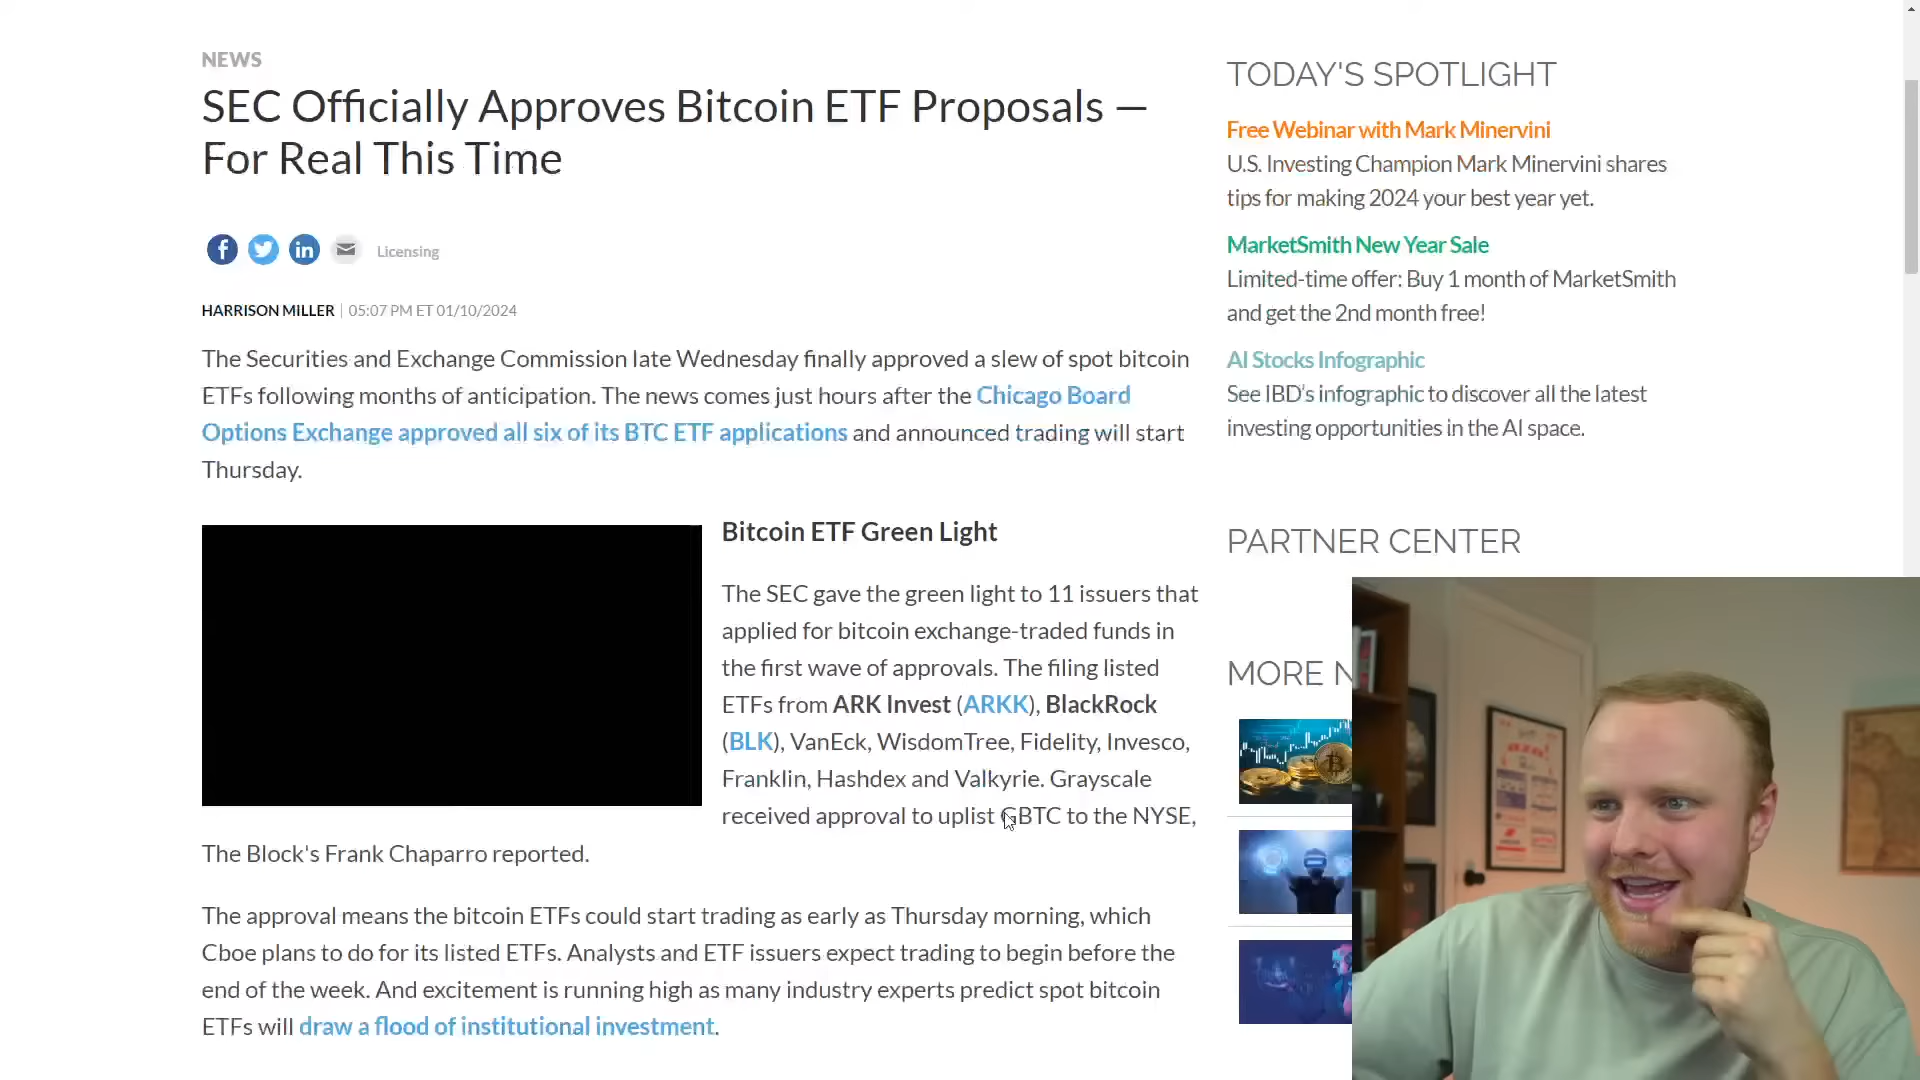 NEWS
SEC Officially Approves Bitcoin ETF Proposals —
For Real This Time
Licensing
HARRISON MILLER | 05:07 PM ET 01/10/2024
The Securities and Exchange Commission late Wednesday finally approved a slew of spot bitcoin
ETFs following months of anticipation. The news comes just hours after the Chicago Board
Options Exchange approved all six of its BTC ETF applications and announced trading will start
Thursday.
Bitcoin ETF Green Light
The SEC gave the green light to 11 issuers that
applied for bitcoin exchange-traded funds in
the first wave of approvals. The filing listed
ETFs from ARK Invest (ARKK), BlackRock
(BLK), VanEck, WisdomTree, Fidelity, Invesco,
Franklin, Hashdex and Valkyrie. Grayscale
received approval to uplist GBTC to the NYSE,
The Block's Frank Chaparro reported.
The approval means the bitcoin ETFs could start trading as early as Thursday morning, which
Cboe plans to do for its listed ETFs. Analysts and ETF issuers expect trading to begin before the
end of the week. And excitement is running high as many industry experts predict spot bitcoin
ETFs will draw a flood of institutional investment.
TODAY'S SPOTLIGHT
Free Webinar with Mark Minervini
U.S. Investing Champion Mark Minervini shares
tips for making 2024 your best year yet.
MarketSmith New Year Sale
Limited-time offer: Buy 1 month of MarketSmith
and get the 2nd month free!
AI Stocks Infographic
See IBD's infographic to discover all the latest
investing opportunities in the AI space.
PARTNER CENTER
MORE N